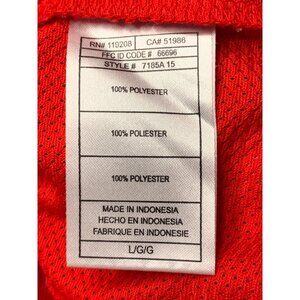 RN# 119208 CA# 51986
FFC ID CODE # 66696
STYLE # 7185A 15
100% POLYESTER
100% POLIESTER
100% POLYESTER
MADE IN INDONESIA
HECHO EN INDONESIA
FABRIQUE EN INDONESIE
L/G/G